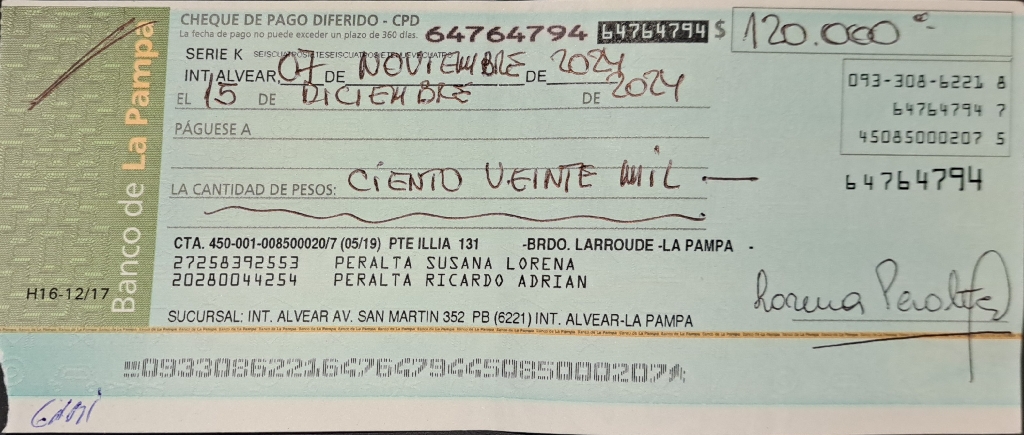 Banco de La Pampa
H16-12/17
CHEQUE DE PAGO DIFERIDO - CPD
La fecha de pago no puede exceder un plazo de 360 días.
64764794 64764794 $ 120.000 -
SERIE K
INT ALVEAR, 07 DE NOVIEMBRE DE 2024
EL 15 DE DICIEMBRE DE 2024
093-308-6221 8
64764794 7
45085000207 5
PÁGUESE A
LA CANTIDAD DE PESOS: CIENTO VEINTE MIL
64764794
CTA. 450-001-008500020/7 (05/19) PTE ILLIA 131 -BRDO. LARROUDE -LA PAMPA -
27258392553 PERALTA SUSANA LORENA
20280044254 PERALTA RICARDO ADRIAN
Lorena Peralta
SUCURSAL: INT. ALVEAR AV. SAN MARTIN 352 PB (6221) INT. ALVEAR-LA PAMPA
09330862216476479445085000207